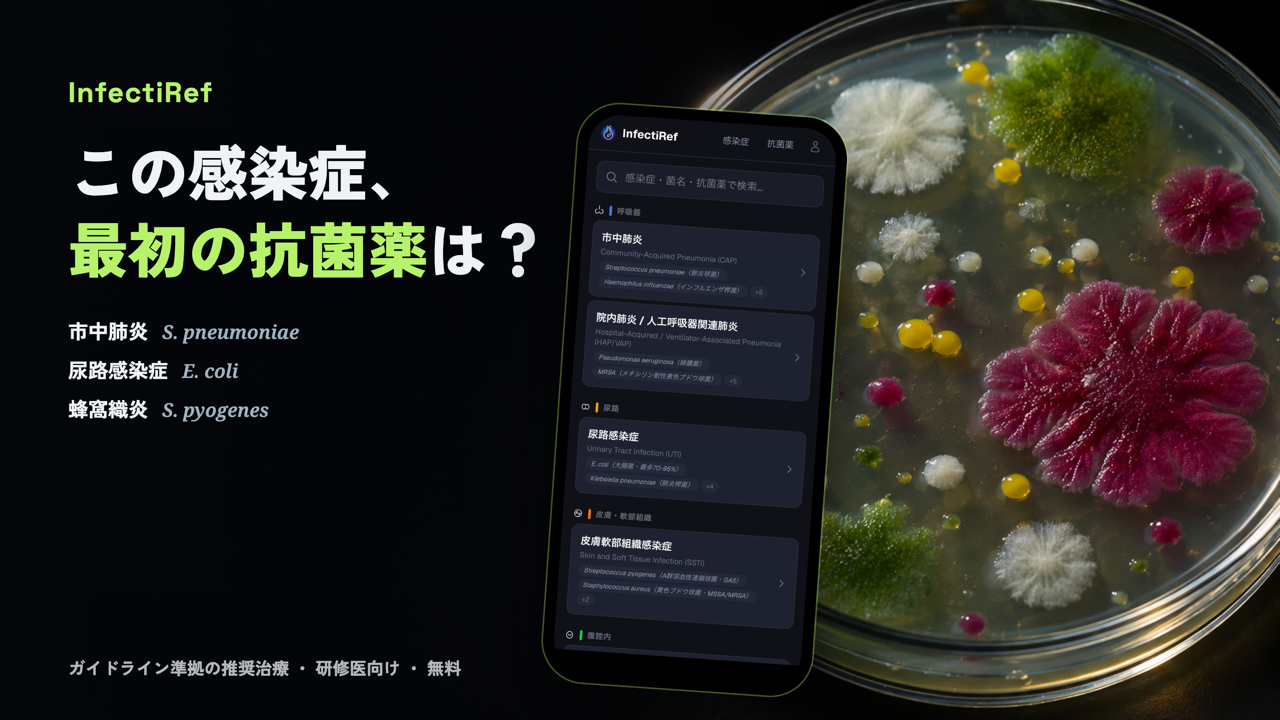 InfectiRef
この感染症、
最初の抗菌薬は？
市中肺炎 S. pneumoniae
尿路感染症 E. coli
蜂窩織炎 S. pyogenes
ガイドライン準拠の推奨治療 ・ 研修医向け ・ 無料
InfectiRef 感染症 抗菌薬
感染症・菌名・抗菌薬で検索...
呼吸器
市中肺炎
Community-Acquired Pneumonia (CAP)
Streptococcus pneumoniae（肺炎球菌）
Haemophilus influenzae（インフルエンザ桿菌） +6
院内肺炎 / 人工呼吸器関連肺炎
Hospital-Acquired / Ventilator-Associated Pneumonia
(HAP/VAP)
Pseudomonas aeruginosa（緑膿菌）
MRSA（メチシリン耐性黄色ブドウ球菌） +5
尿路
尿路感染症
Urinary Tract Infection (UTI)
E. coli（大腸菌・最多70-95%）
Klebsiella pneumoniae（肺炎桿菌） +4
皮膚・軟部組織
皮膚軟部組織感染症
Skin and Soft Tissue Infection (SSTI)
Streptococcus pyogenes（A群溶血性連鎖球菌・GAS）
Staphylococcus aureus（黄色ブドウ球菌・MSSA/MRSA）
+2
腹腔内